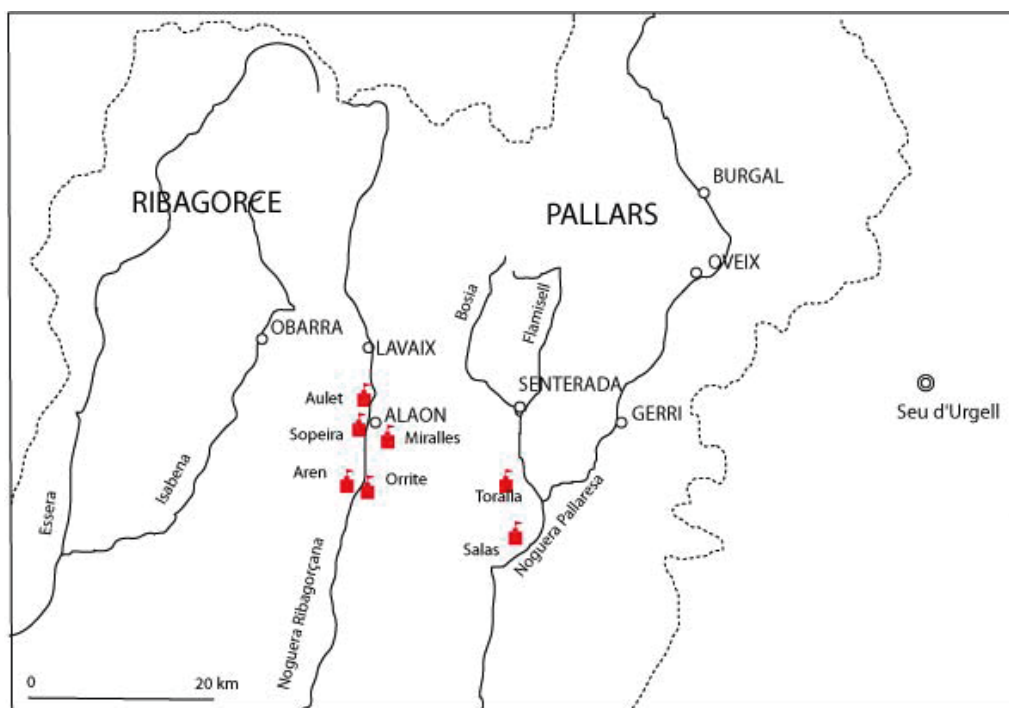 BURGAL
RIBAGORCE
PALLARS
OVEIX
Bosia
Flamisell
OBARRA
LAVAIX
SENTERADA
Seu d'Urgell
Aulet
ALAON
GERRI
Sopeira
Miralles
Aren
Orrite
Toralla
Isabena
Essera
Salas
Noguera Pallaresa
Noguera Ribagorçana
0
20 km